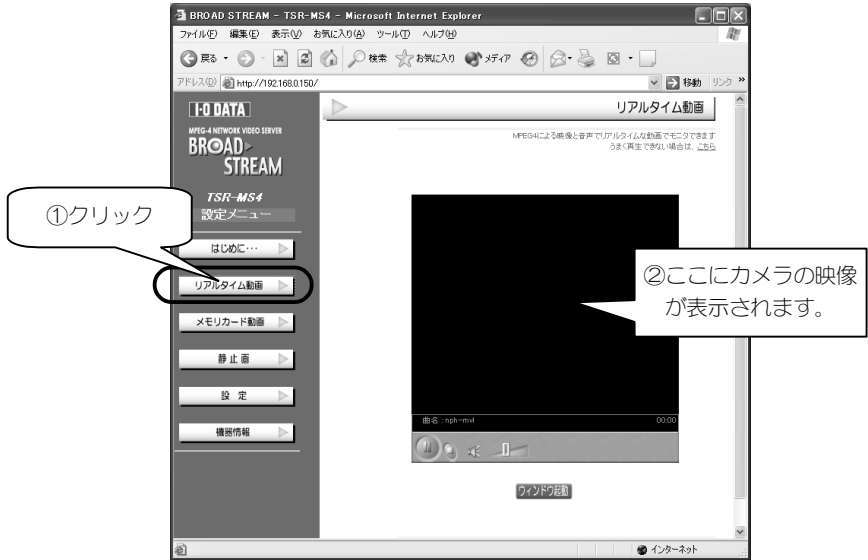 BROAD STREAM - TSR-MS4 - Microsoft Internet Explorer
ファイル(F) 編集(E) 表示(V) お気に入り(A) ツール(T) ヘルプ(H)
戻る 検索 お気に入り メディア
アドレス(D) http://192.168.0.150/ 移動 リンク »
I-O DATA
MPEG-4 NETWORK VIDEO SERVER
BROAD
STREAM
TSR-MS4
設定メニュー
はじめに…
リアルタイム動画
メモリカード動画
静止画
設 定
機器情報
リアルタイム動画
MPEG4による映像と音声でリアルタイムな動画でモニタできます
うまく再生できない場合は、こちら
①クリック
②ここにカメラの映像
が表示されます。
曲名 : nph-mvl 00:00
ウィンドウ起動
インターネット